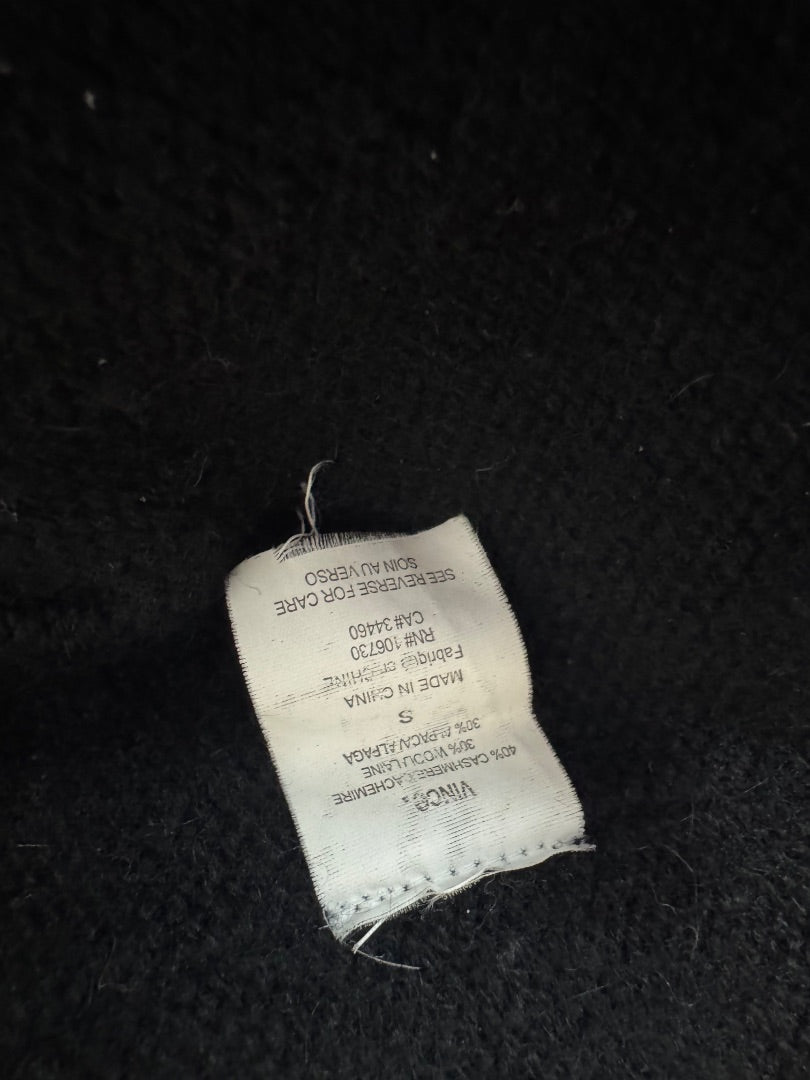 VINCE.
40% CASHMERE/CACHEMIRE
30% WOOL/LAINE
30% ALPACA/ALPAGA
S
MADE IN CHINA
Fabriqué en CHINE
RN# 106730
CA# 34460
SEE REVERSE FOR CARE
SOIN AU VERSO